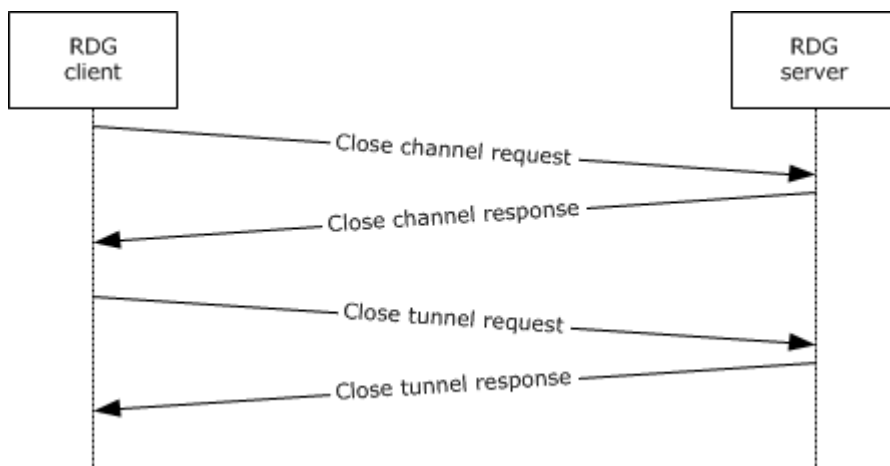 RDG
client
RDG
server
Close channel request
Close channel response
Close tunnel request
Close tunnel response